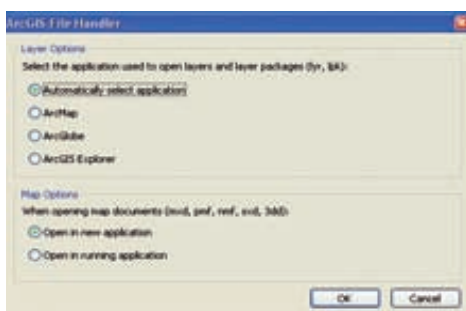 ArcGIS File Handler
Layer Options
Select the application used to open layers and layer packages (lyr, lpk):
Automatically select application
ArcMap
ArcGlobe
ArcGIS Explorer
Map Options
When opening map documents (mxd, pmf, nmf, sxd, 3dd):
Open in new application
Open in running application
OK
Cancel